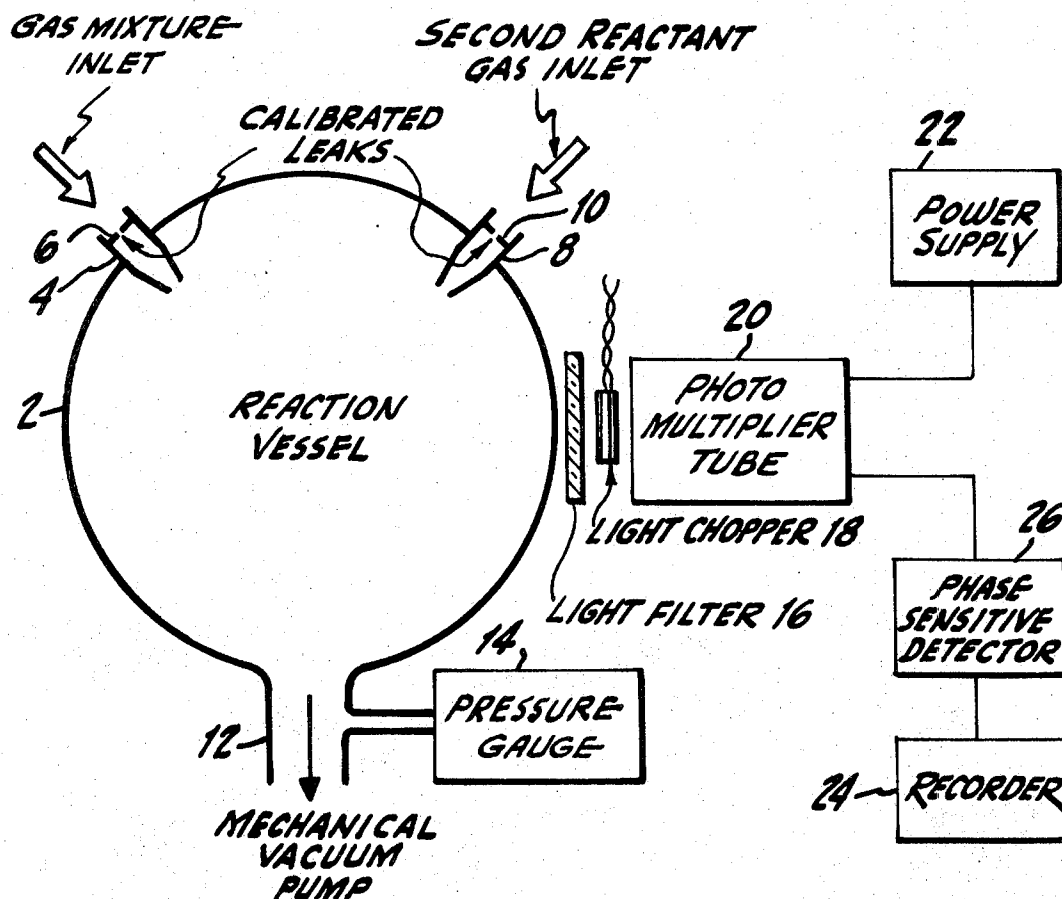 GAS MIXTURE
INLET
SECOND REACTANT
GAS INLET
CALIBRATED
LEAKS
6
4
10
8
2
REACTION
VESSEL
22
POWER
SUPPLY
20
PHOTO
MULTIPLIER
TUBE
LIGHT CHOPPER 18
LIGHT FILTER 16
26
PHASE
SENSITIVE
DETECTOR
14
PRESSURE
GAUGE
12
24
RECORDER
MECHANICAL
VACUUM
PUMP